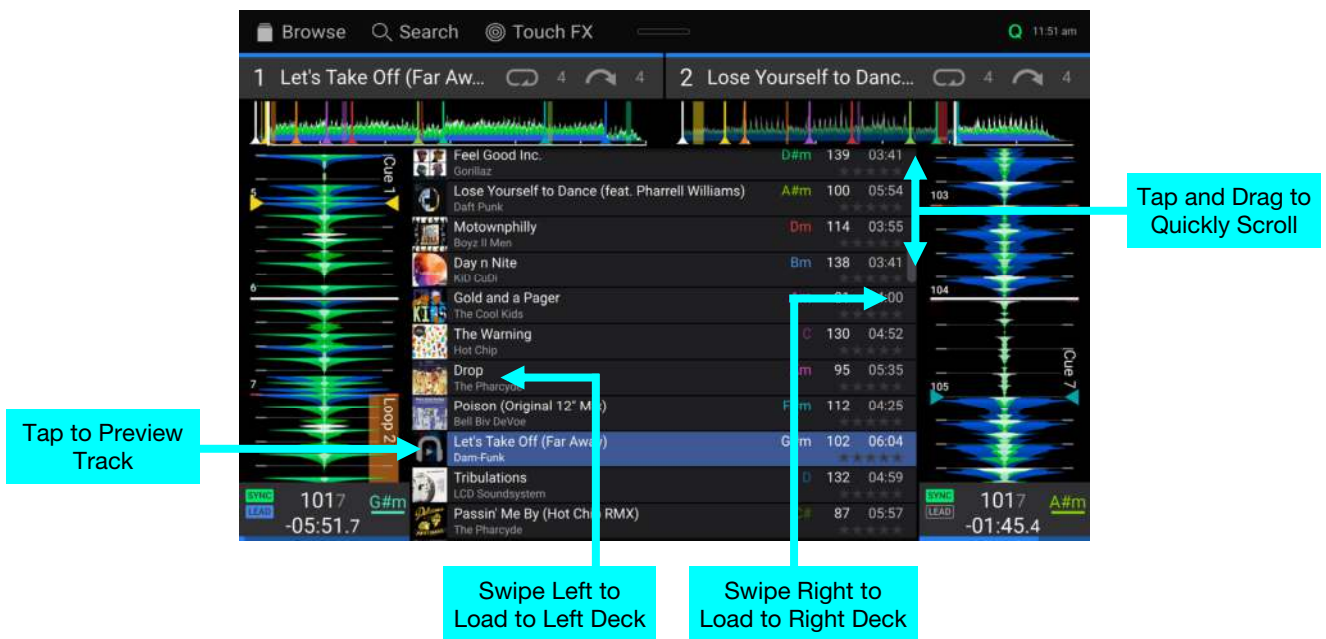 Browse Search Touch FX Q 11:51 am
1 Let's Take Off (Far Aw... 4 4 2 Lose Yourself to Danc... 4 4
Cue 1
5
6
7
Loop 2
Feel Good Inc. D#m 139 03:41
Gorillaz
Lose Yourself to Dance (feat. Pharrell Williams) A#m 100 05:54
Daft Punk
Motownphilly Dm 114 03:55
Boyz II Men
Day n Nite Bm 138 03:41
KiD CuDi
Gold and a Pager :00
The Cool Kids
The Warning C 130 04:52
Hot Chip
Drop 95 05:35
The Pharcyde
Poison (Original 12" Mix) 112 04:25
Bell Biv DeVoe
Let's Take Off (Far Away) G#m 102 06:04
Dam-Funk
Tribulations D 132 04:59
LCD Soundsystem
Passin' Me By (Hot Chip RMX) 87 05:57
The Pharcyde
103
104
Cue 7
105
SYNC 1017 G#m
LEAD
-05:51.7
SYNC 1017 A#m
LEAD
-01:45.4
Tap and Drag to
Quickly Scroll
Tap to Preview
Track
Swipe Left to
Load to Left Deck
Swipe Right to
Load to Right Deck